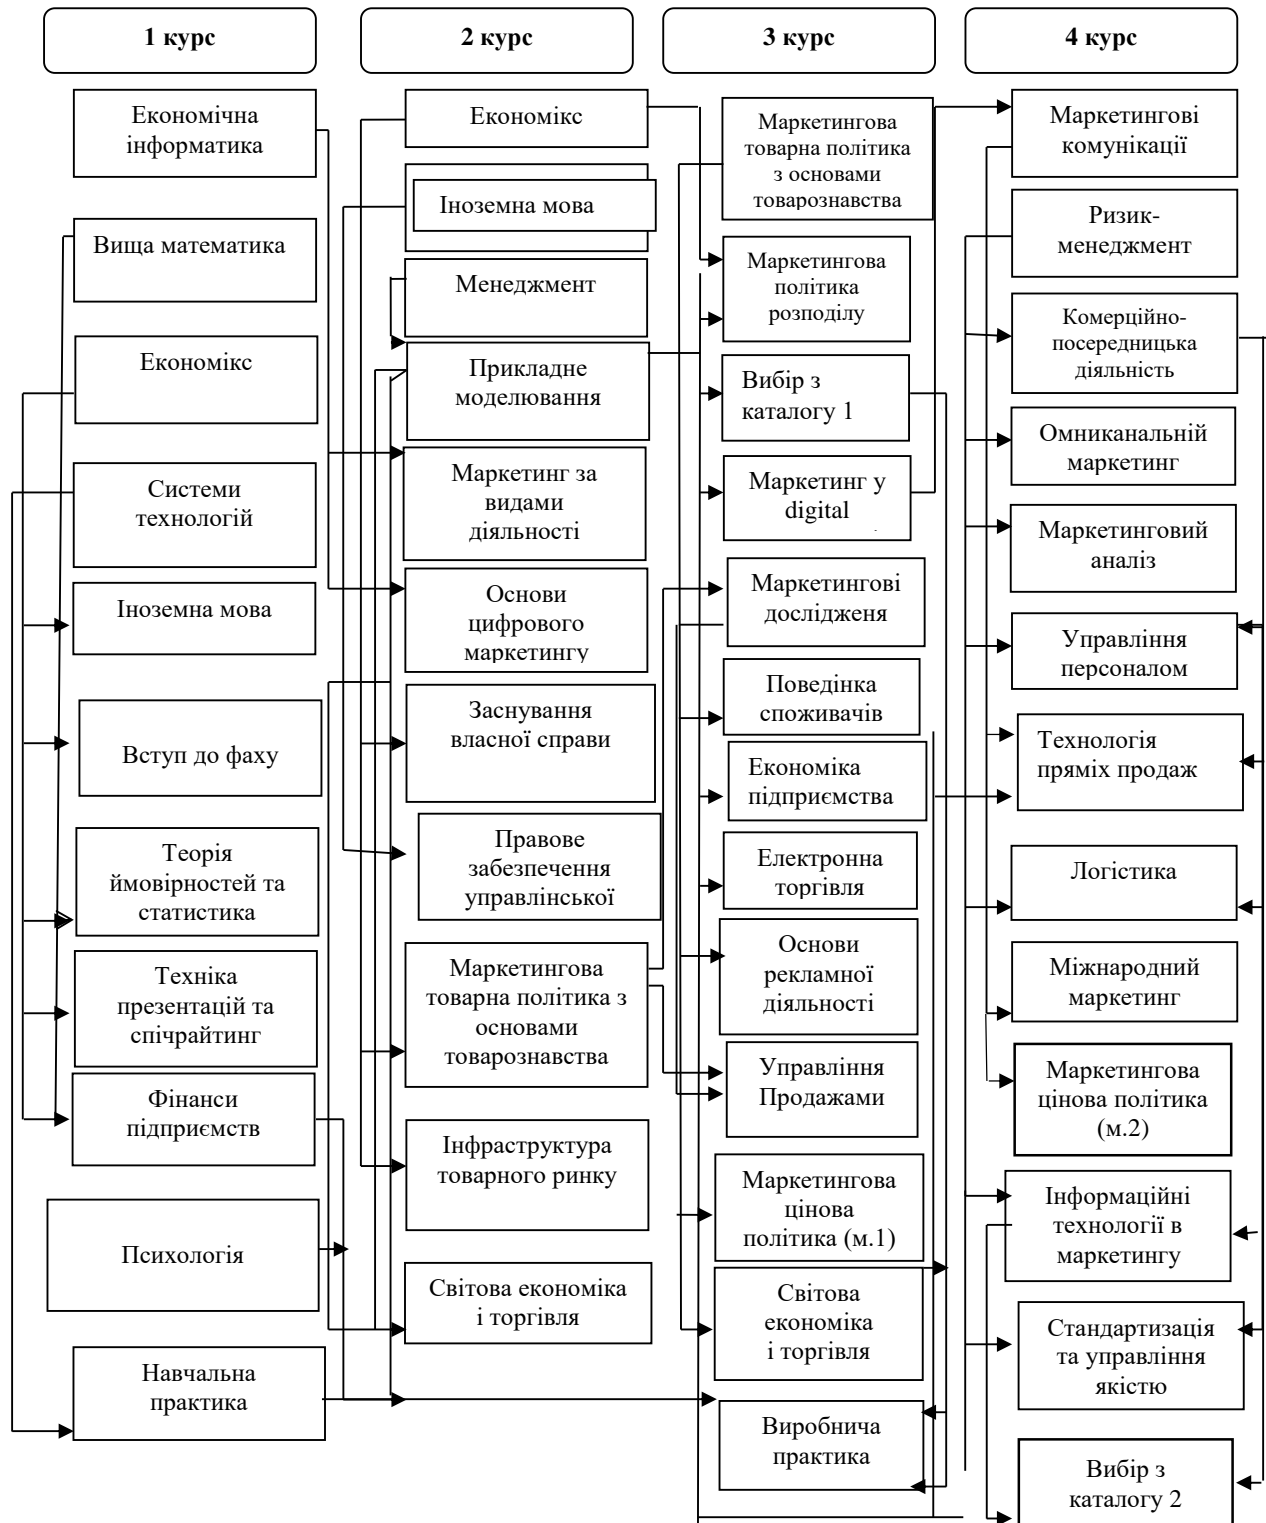 1 курс
2 курс
3 курс
4 курс
Економічна
інформатика
Вища математика
Економікс
Системи
технологій
Іноземна мова
Вступ до фаху
Теорія
ймовірностей та
статистика
Техніка
презентацій та
спічрайтинг
Фінанси
підприємств
Психологія
Навчальна
практика
Економікс
Іноземна мова
Менеджмент
Прикладне
моделювання
Маркетинг за
видами
діяльності
Основи
цифрового
маркетингу
Заснування
власної справи
Правове
забезпечення
управлінської
Маркетингова
товарна політика з
основами
товарознавства
Інфраструктура
товарного ринку
Світова економіка
і торгівля
Маркетингова
товарна політика
з основами
товарознавства
Маркетингова
політика
розподілу
Вибір з
каталогу 1
Маркетинг у
digital
Маркетингові
дослідженя
Поведінка
споживачів
Економіка
підприємства
Електронна
торгівля
Основи
рекламної
діяльності
Управління
Продажами
Маркетингова
цінова
політика (м.1)
Світова
економіка
і торгівля
Виробнича
практика
Маркетингові
комунікації
Ризик-
менеджмент
Комерційно-
посередницька
діяльність
Омниканальній
маркетинг
Маркетинговий
аналіз
Управління
персоналом
Технологія
пряміх продаж
Логістика
Міжнародний
маркетинг
Маркетингова
цінова політика
(м.2)
Інформаційні
технології в
маркетингу
Стандартизація
та управління
якістю
Вибір з
каталогу 2